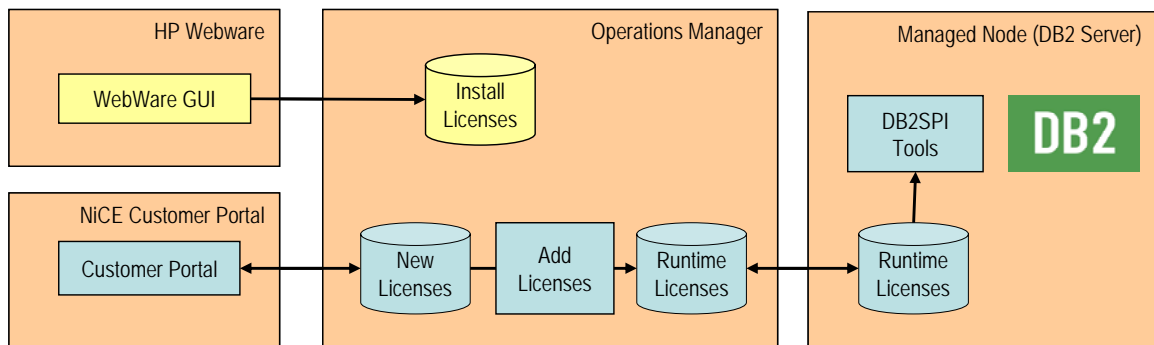 HP Webware
WebWare GUI
Operations Manager
Install
Licenses
Managed Node (DB2 Server)
DB2SPI
Tools
DB2
NiCE Customer Portal
Customer Portal
New
Licenses
Add
Licenses
Runtime
Licenses
Runtime
Licenses